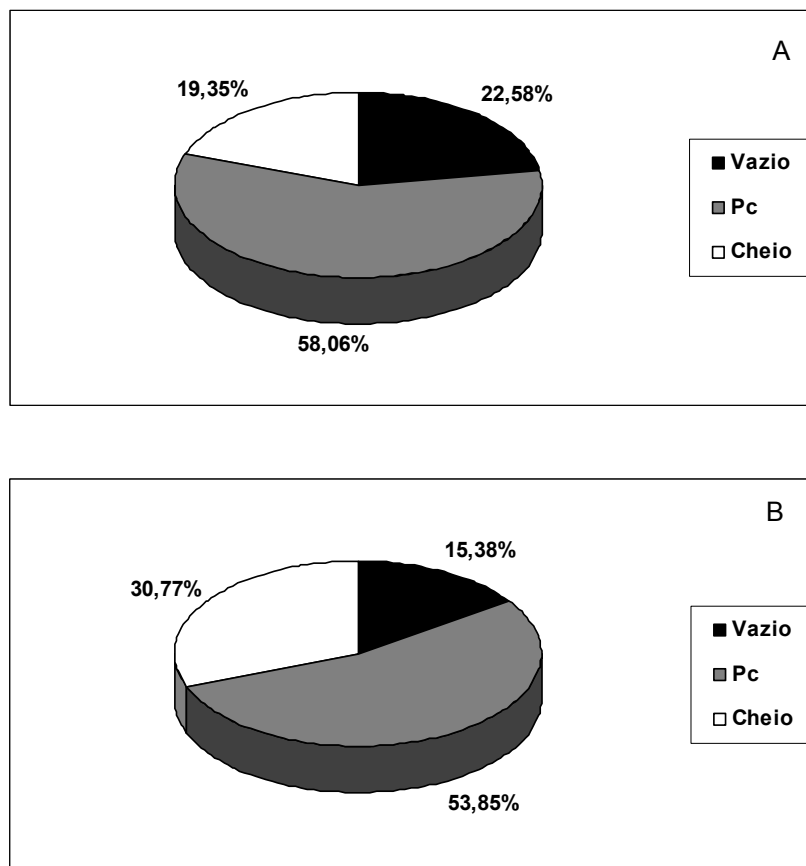 A
19,35%
22,58%
Vazio
Pc
Cheio
58,06%
B
15,38%
30,77%
Vazio
Pc
Cheio
53,85%